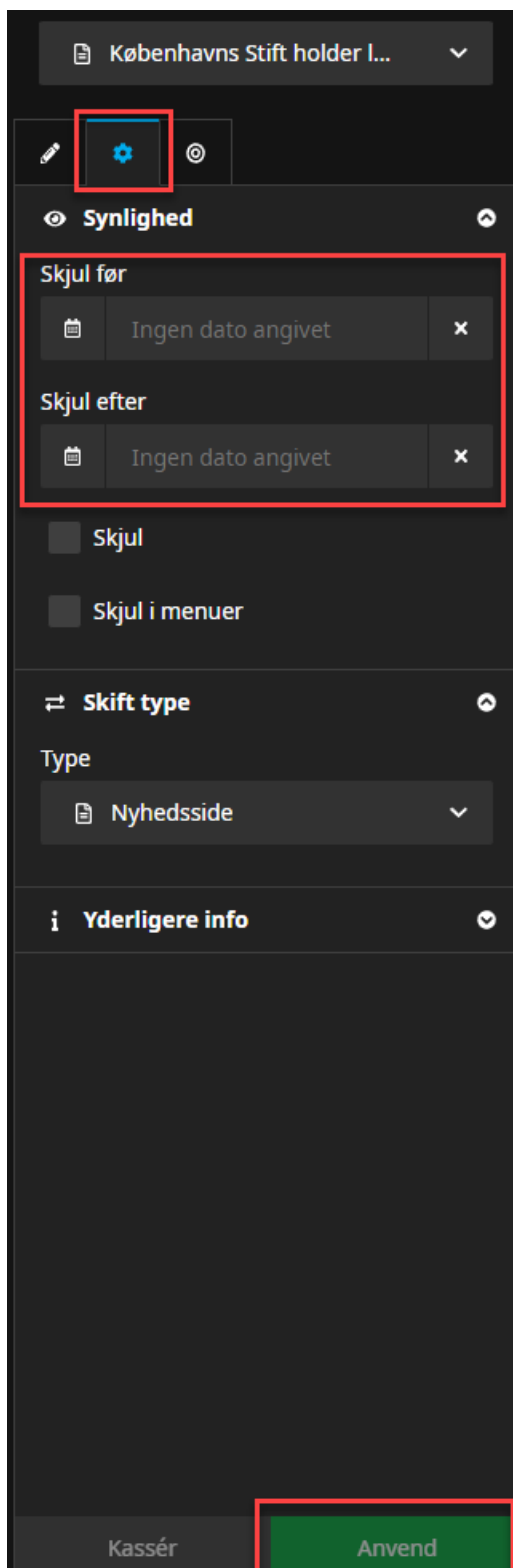 Københavns Stift holder l...
Synlighed
Skjul før
Ingen dato angivet
Skjul efter
Ingen dato angivet
Skjul
Skjul i menuer
Skift type
Type
Nyhedsside
Yderligere info
Kassér
Anvend